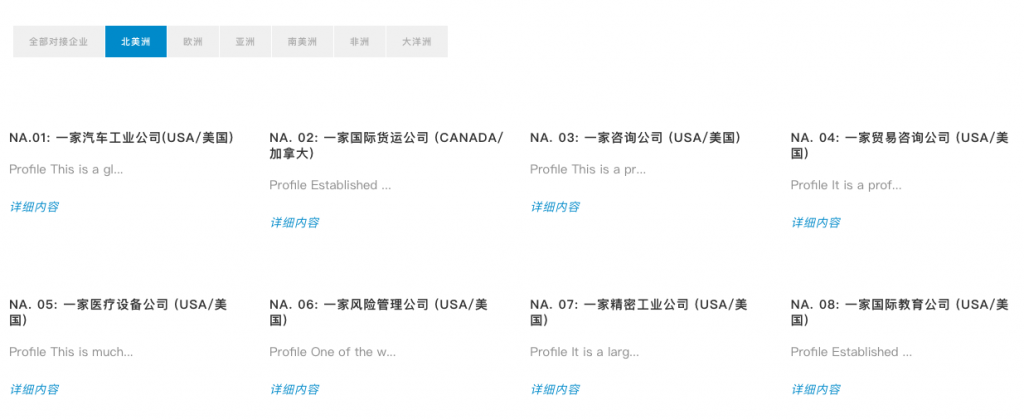 全部对接企业 北美洲 欧洲 亚洲 南美洲 非洲 大洋洲
NA.01: 一家汽车工业公司(USA/美国)
Profile This is a gl...
详细内容
NA. 02: 一家国际货运公司 (CANADA/
加拿大)
Profile Established ...
详细内容
NA. 03: 一家咨询公司 (USA/美国)
Profile This is a pr...
详细内容
NA. 04: 一家贸易咨询公司 (USA/美
国)
Profile It is a prof...
详细内容
NA. 05: 一家医疗设备公司 (USA/美
国)
Profile This is much...
详细内容
NA. 06: 一家风险管理公司 (USA/美
国)
Profile One of the w...
详细内容
NA. 07: 一家精密工业公司 (USA/美
国)
Profile It is a larg...
详细内容
NA. 08: 一家国际教育公司 (USA/美
国)
Profile Established ...
详细内容